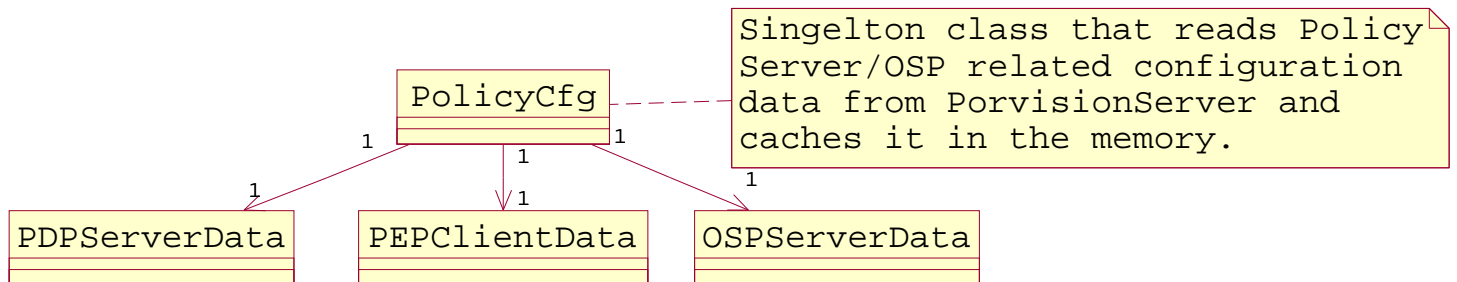 Singelton class that reads Policy
Server/OSP related configuration
data from PorvisionServer and
caches it in the memory.
PolicyCfg
1
1
1
1
1
1
PDPServerData
PEPClientData
OSPServerData